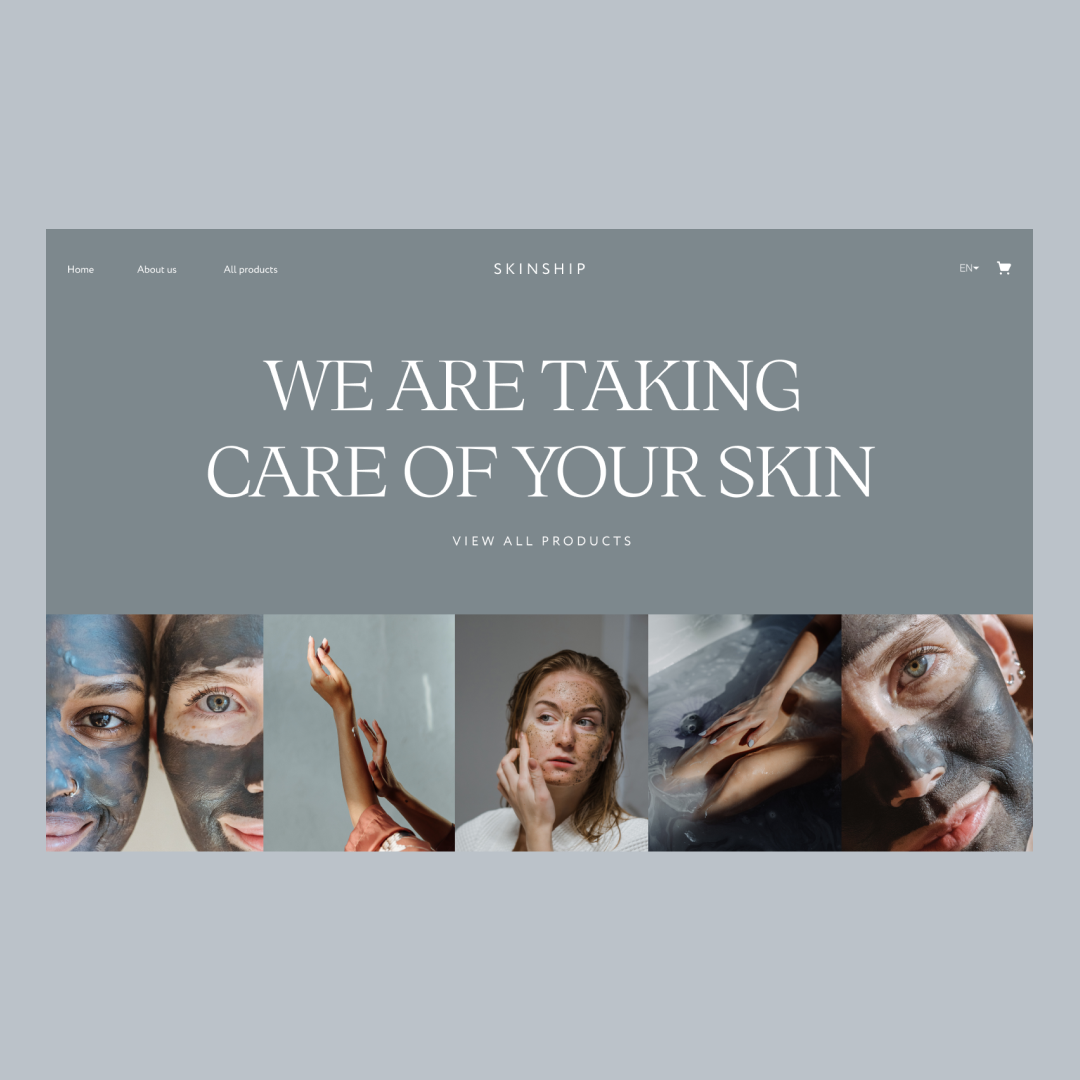 Home
About us
All products
SKINSHIP
EN
WE ARE TAKING
CARE OF YOUR SKIN
VIEW ALL PRODUCTS